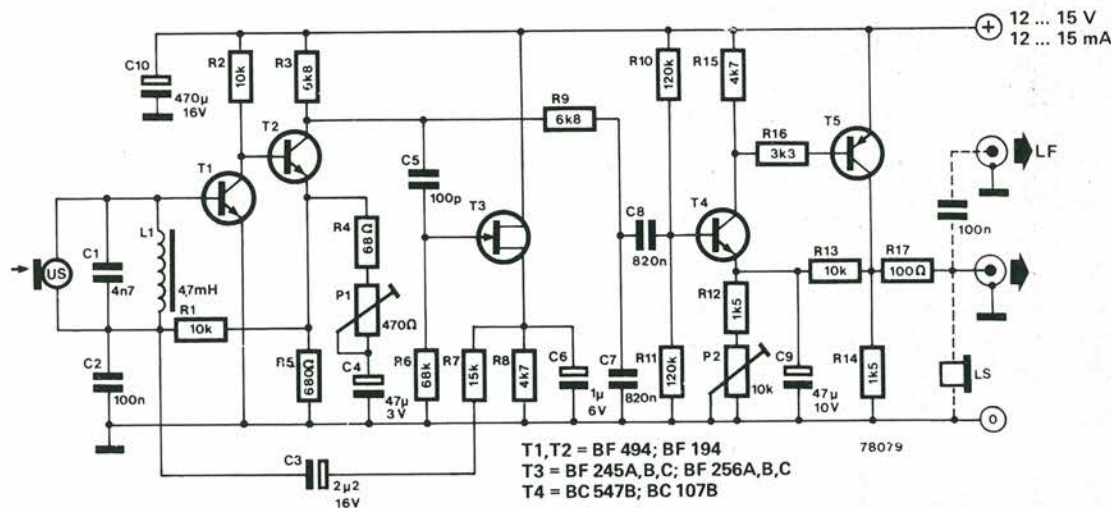 12 ... 15 V
12 ... 15 mA
C10
470µ
16V
R2
10k
R3
6k8
R10
120k
R15
4k7
R9
6k8
T2
T5
R16
3k3
LF
T1
C5
100p
T3
C8
820n
T4
100n
L1
4,7mH
R4
68Ω
US
C1
4n7
R13
10k
R17
100Ω
P1
470Ω
R12
1k5
R1
10k
R5
680Ω
R6
68k
R7
15k
R8
4k7
C6
1µ
6V
C7
820n
R11
120k
P2
10k
C9
47µ
10V
R14
1k5
LS
C2
100n
C4
47µ
3V
0
C3
2µ2
16V
78079
T1,T2 = BF 494; BF 194
T3 = BF 245A,B,C; BF 256A,B,C
T4 = BC 547B; BC 107B